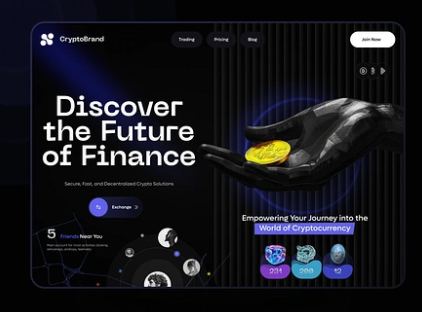 CryptoBrand
Trading
Pricing
Blog
Join Now
Discover
the Future
of Finance
Secure, Fast, and Decentralized Crypto Solutions
Exchange
5 Friends Near You
Empowering Your Journey into the
World of Cryptocurrency
231
200
12